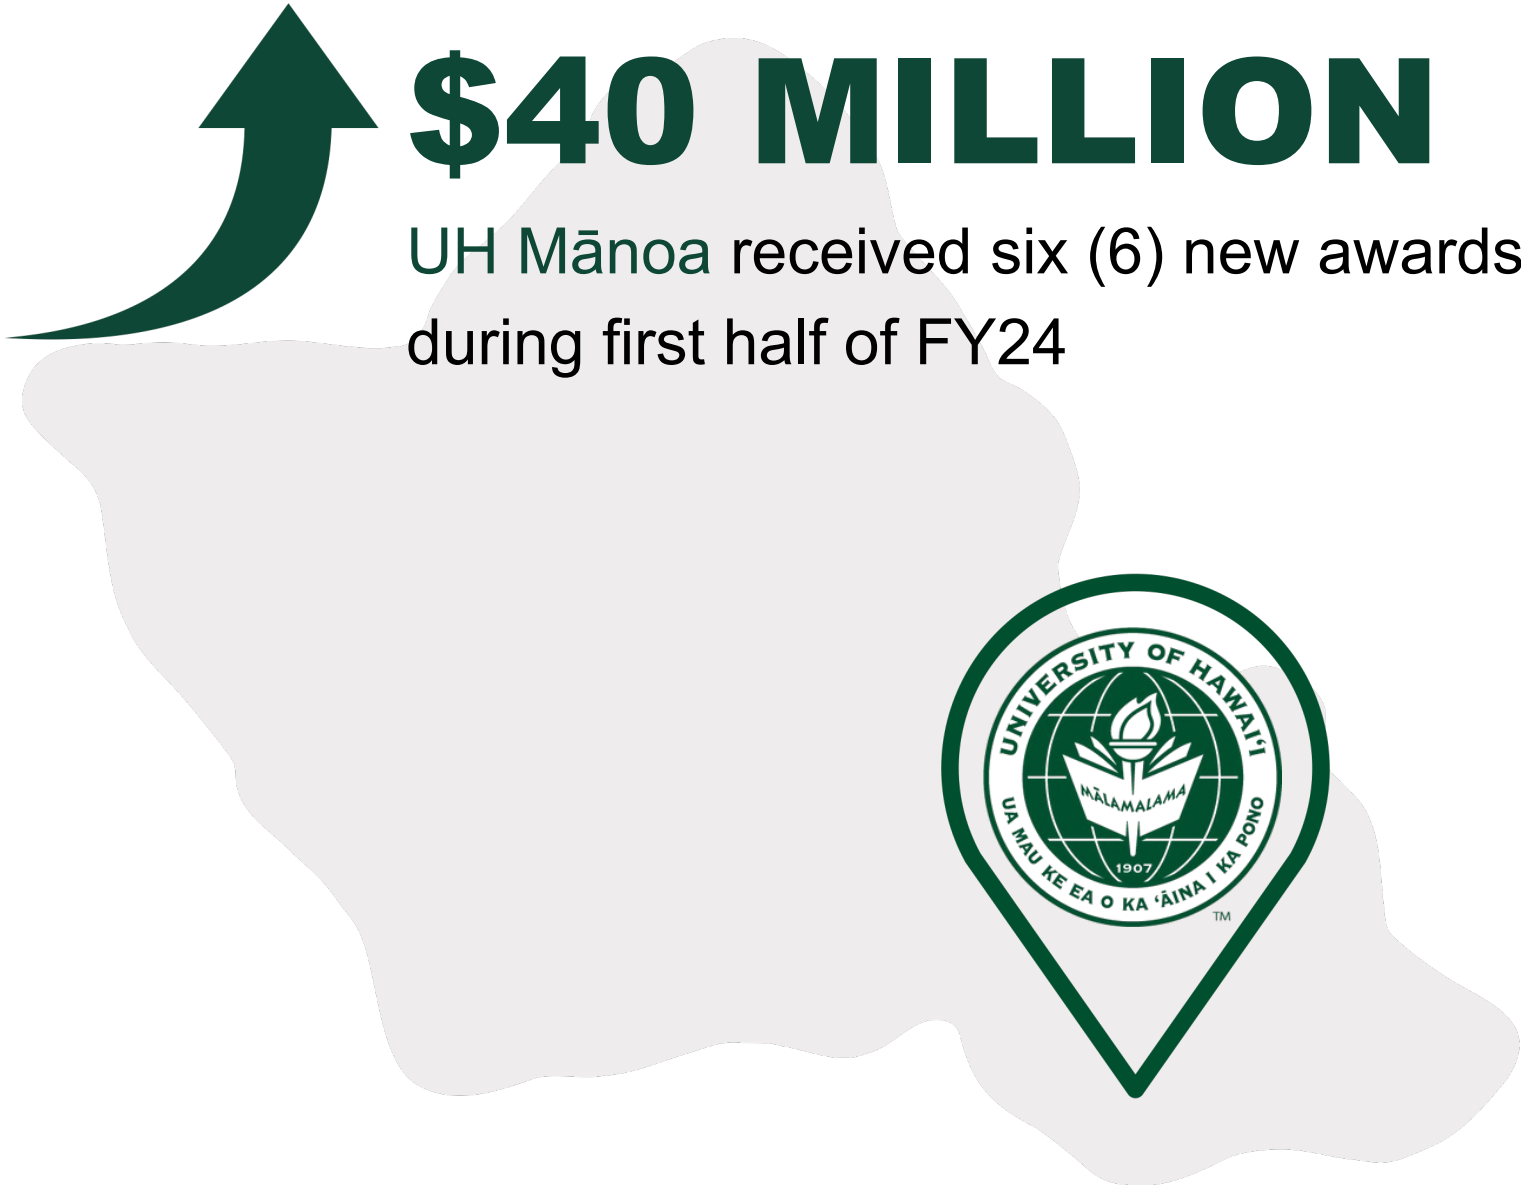 $40 MILLION
UH Mānoa received six (6) new awards
during first half of FY24
UNIVERSITY OF HAWAIʻI
MĀLAMALAMA
1907
UA MAU KE EA O KA ʻĀINA I KA PONO
TM